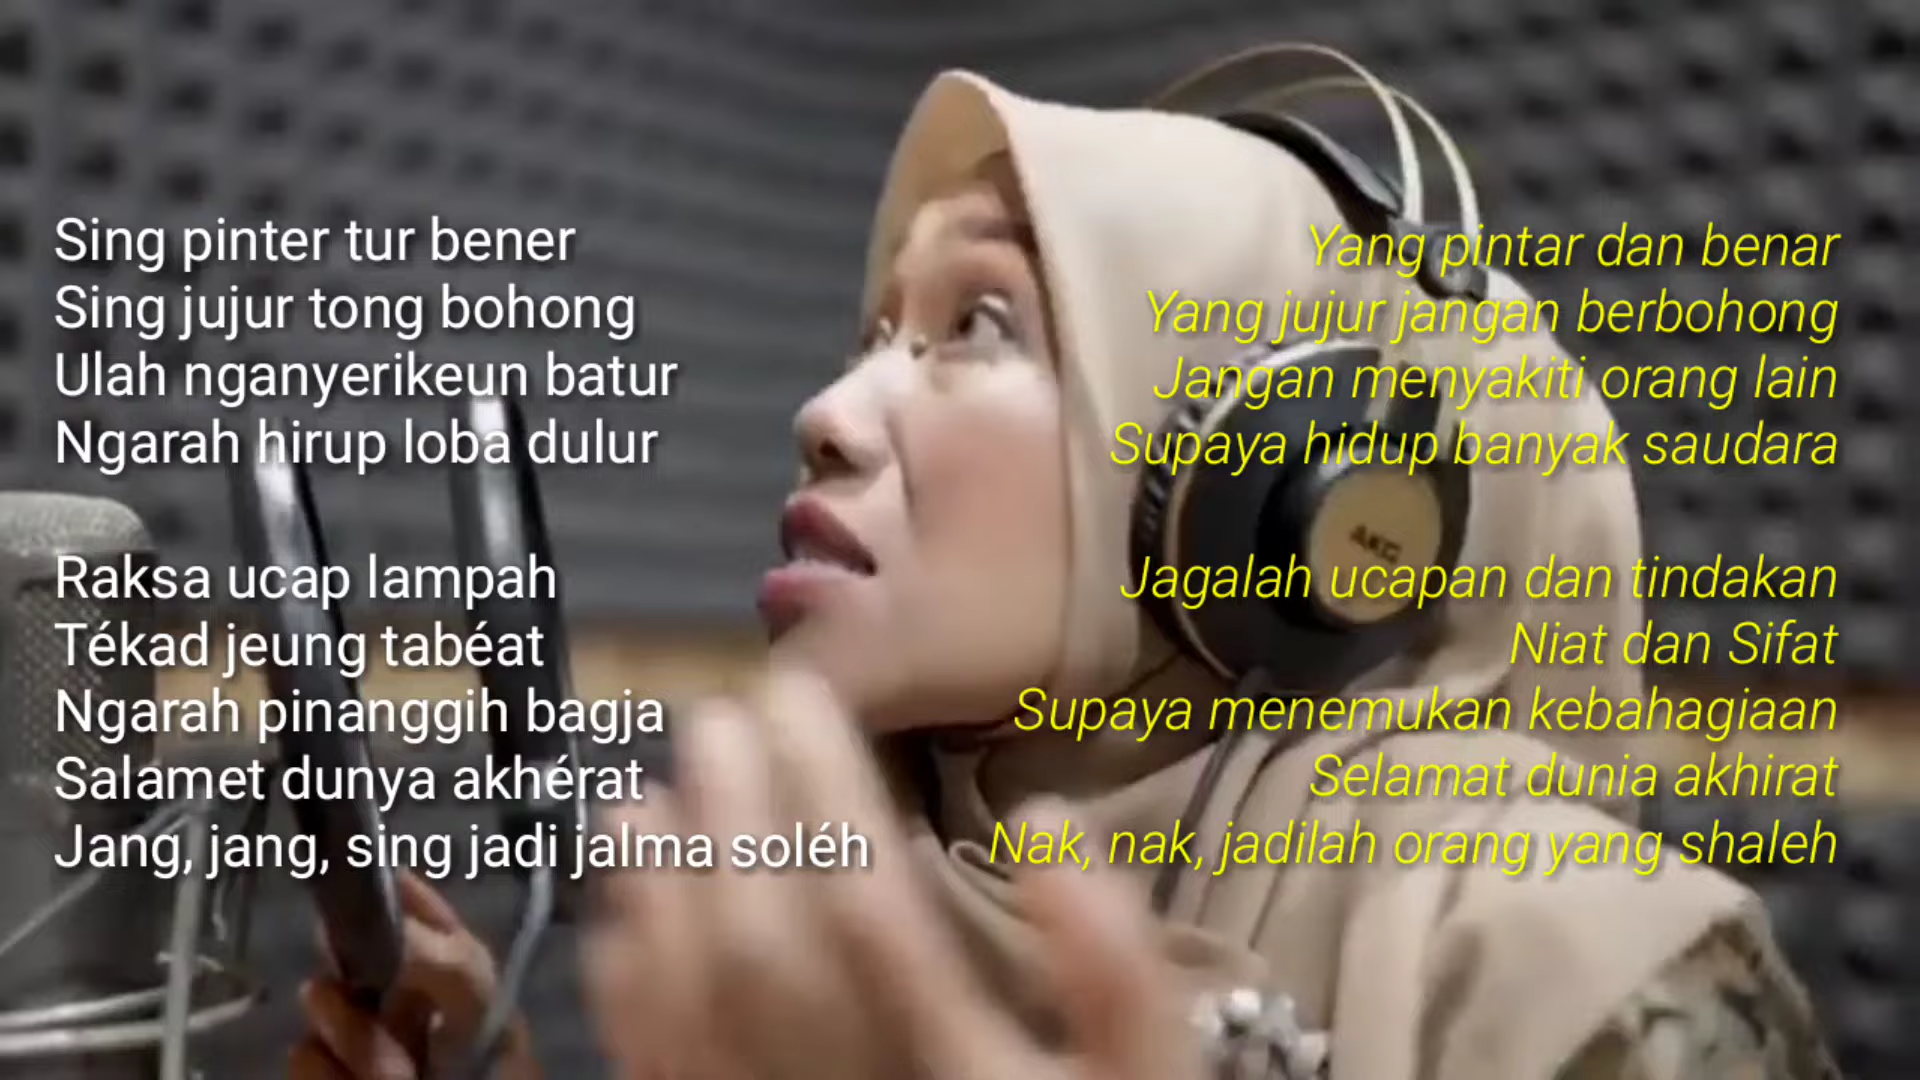 Sing pinter tur bener
Sing jujur tong bohong
Ulah nganyerikeun batur
Ngarah hirup loba dulur
Raksa ucap lampah
Tékad jeung tabéat
Ngarah pinanggih bagja
Salamet dunya akhérat
Jang, jang, sing jadi jalma soléh
Yang pintar dan benar
Yang jujur jangan berbohong
Jangan menyakiti orang lain
Supaya hidup banyak saudara
Jagalah ucapan dan tindakan
Niat dan Sifat
Supaya menemukan kebahagiaan
Selamat dunia akhirat
Nak, nak, jadilah orang yang shaleh
AKG